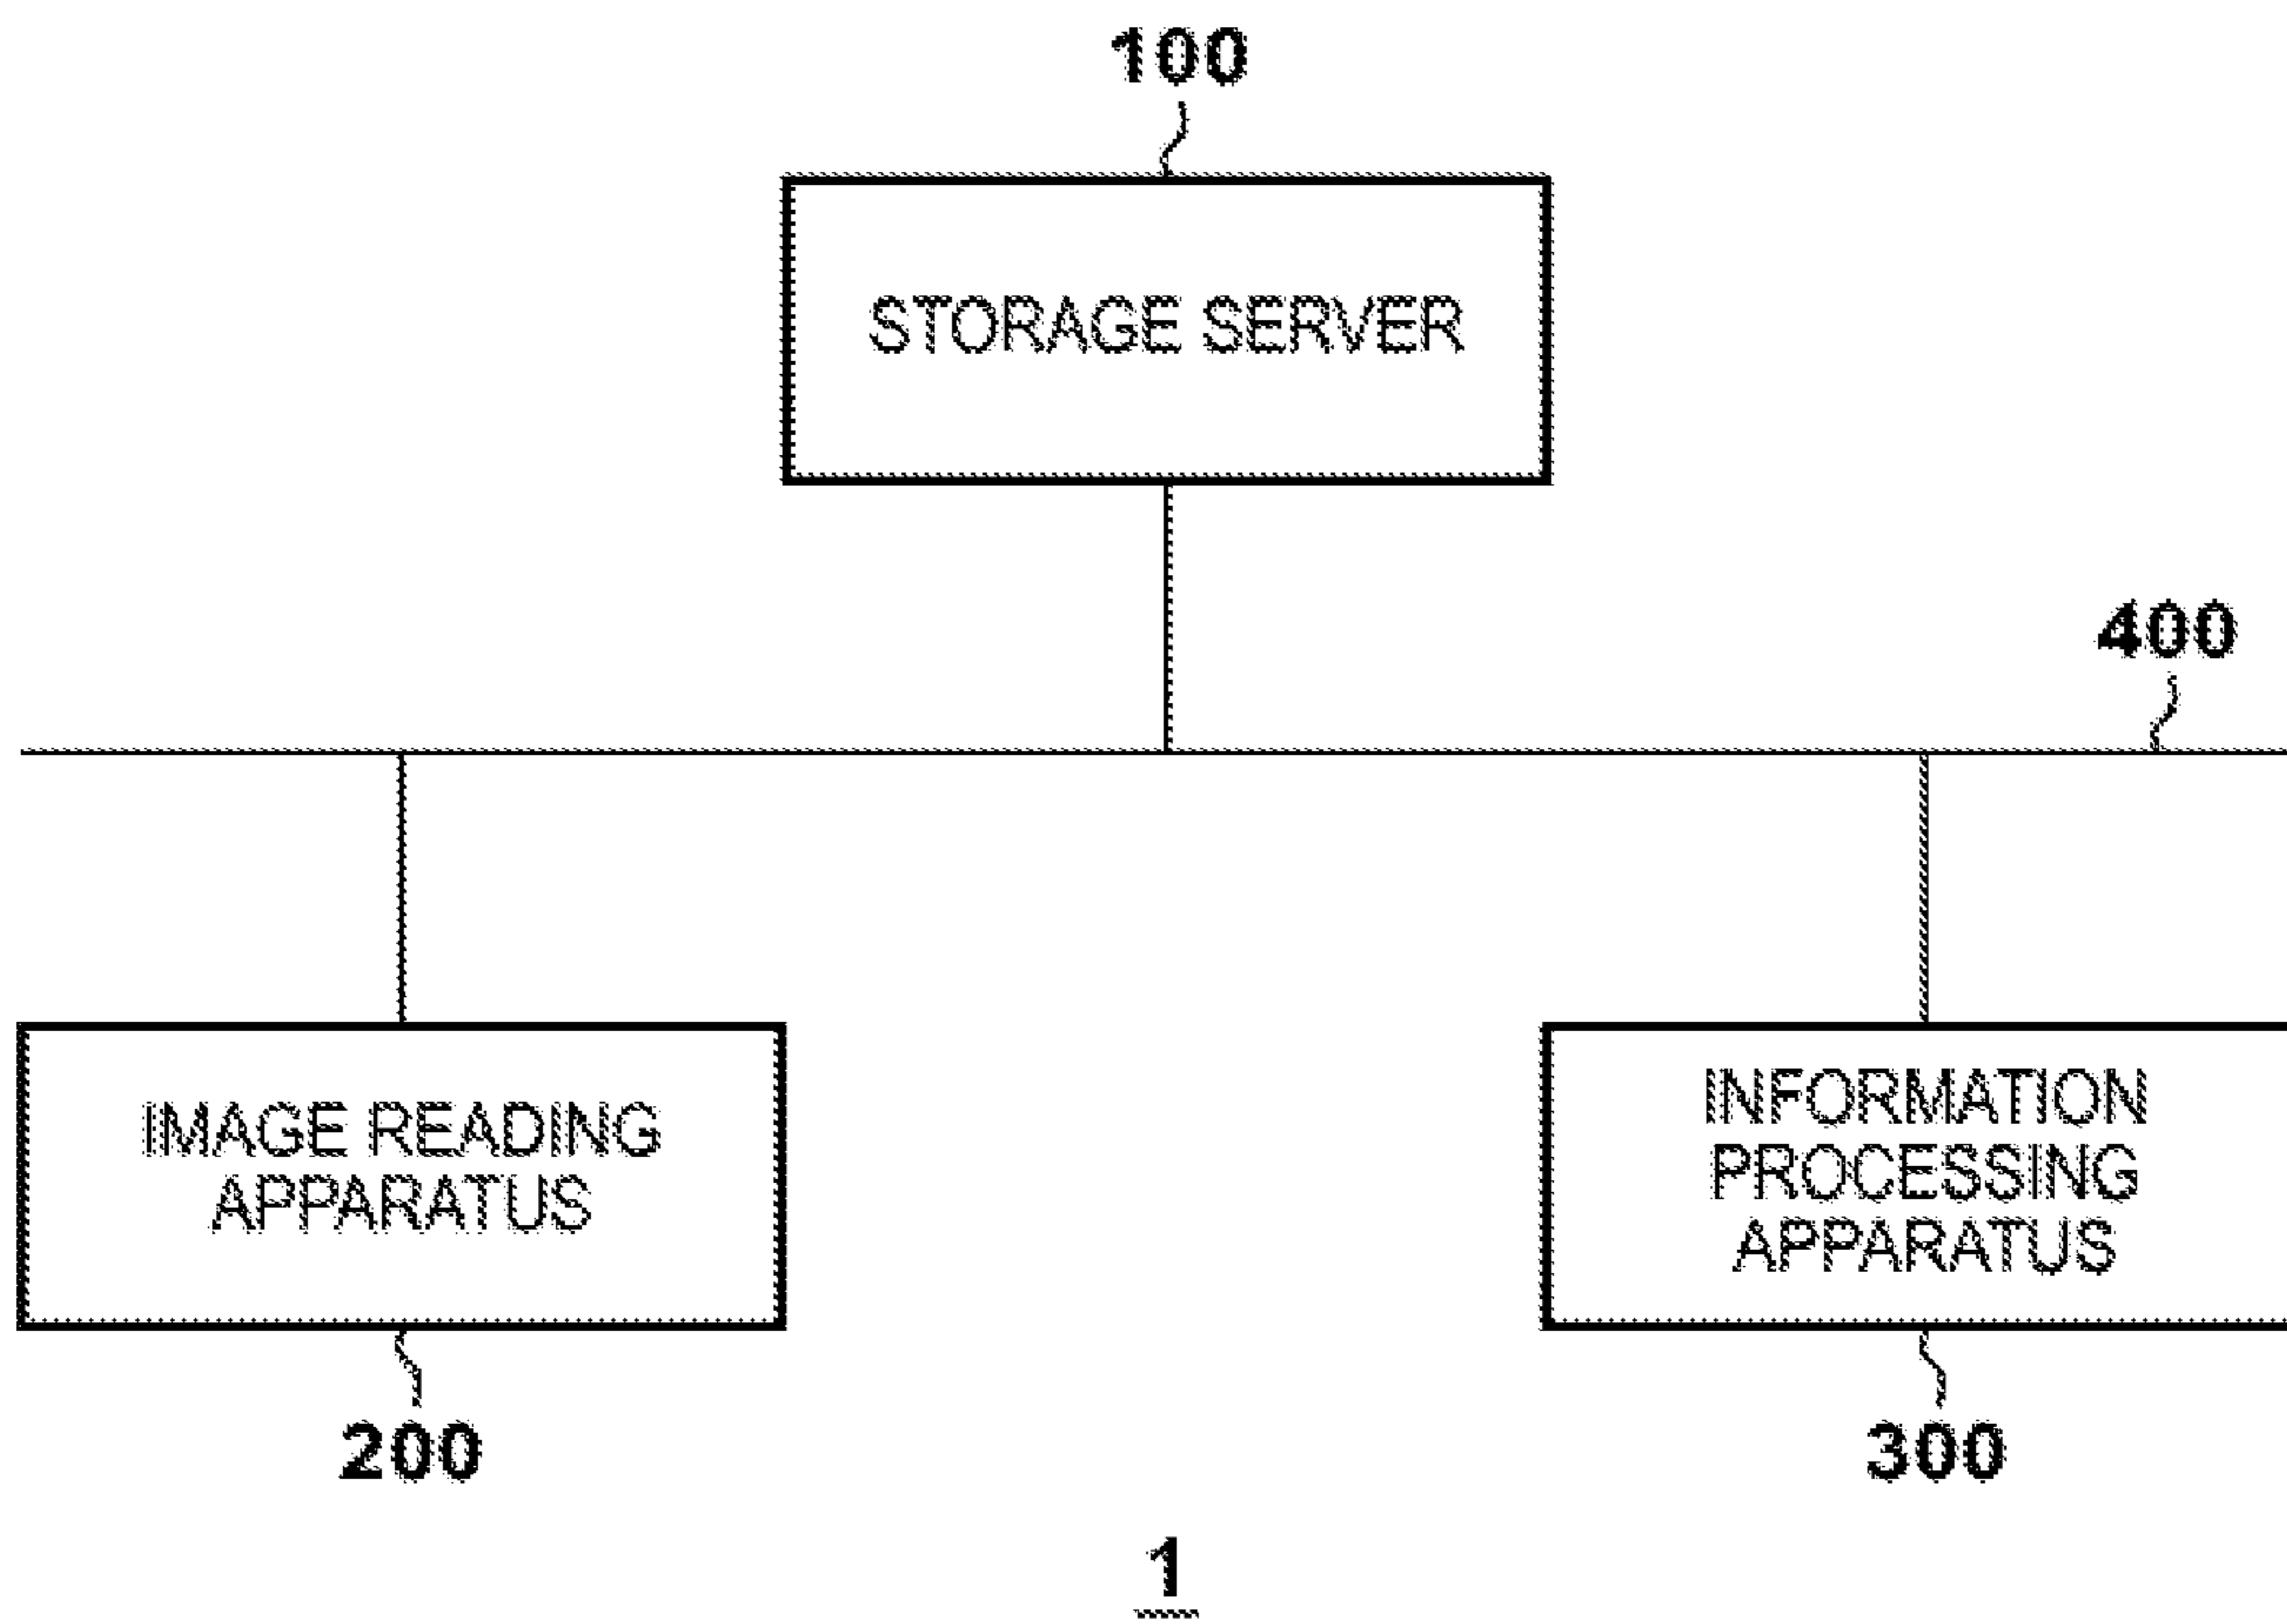 100
STORAGE SERVER
400
IMAGE READING
APPARATUS
INFORMATION
PROCESSING
APPARATUS
200
300
1